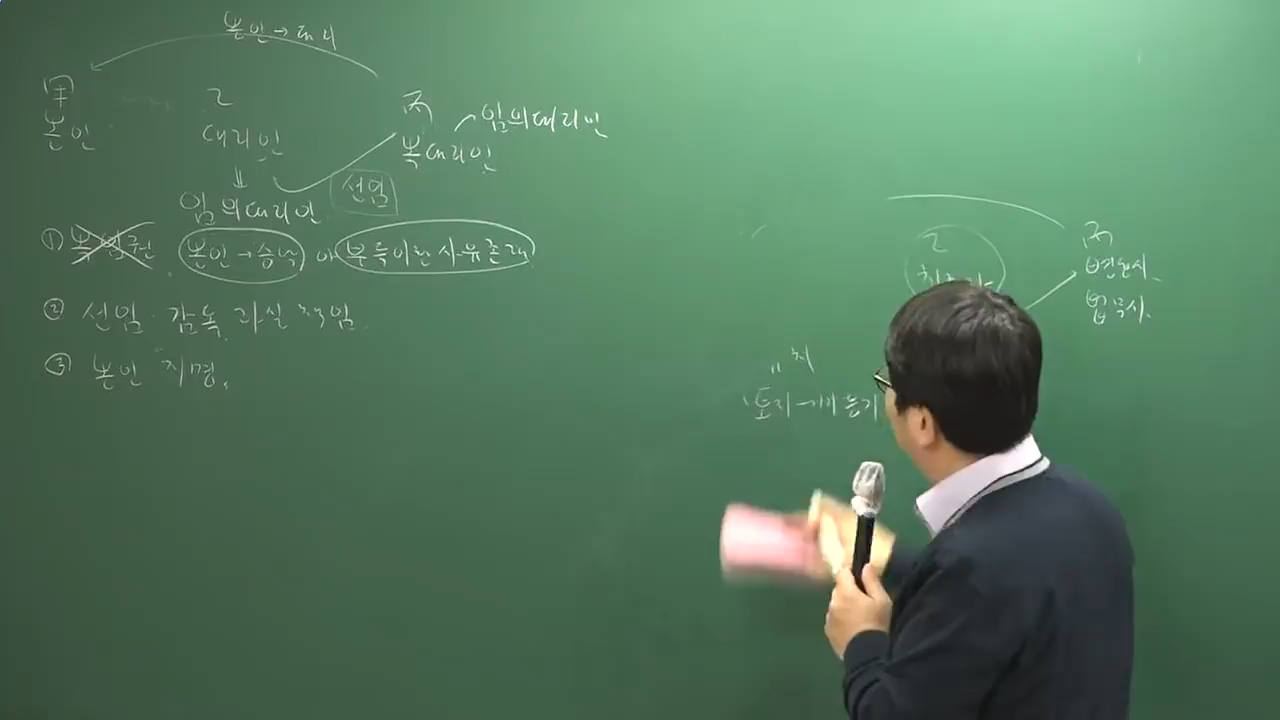 본인→대리
甲 乙 丙
본인 대리인 복대리인 임의대리인
⇓ 선임
임의대리인
① 복임권 본인→승낙 or 부득이한 사유존재
② 선임·감독 과실 책임.
③ 본인 지명.
乙 丙
변호사.
법무사.
토지 등기